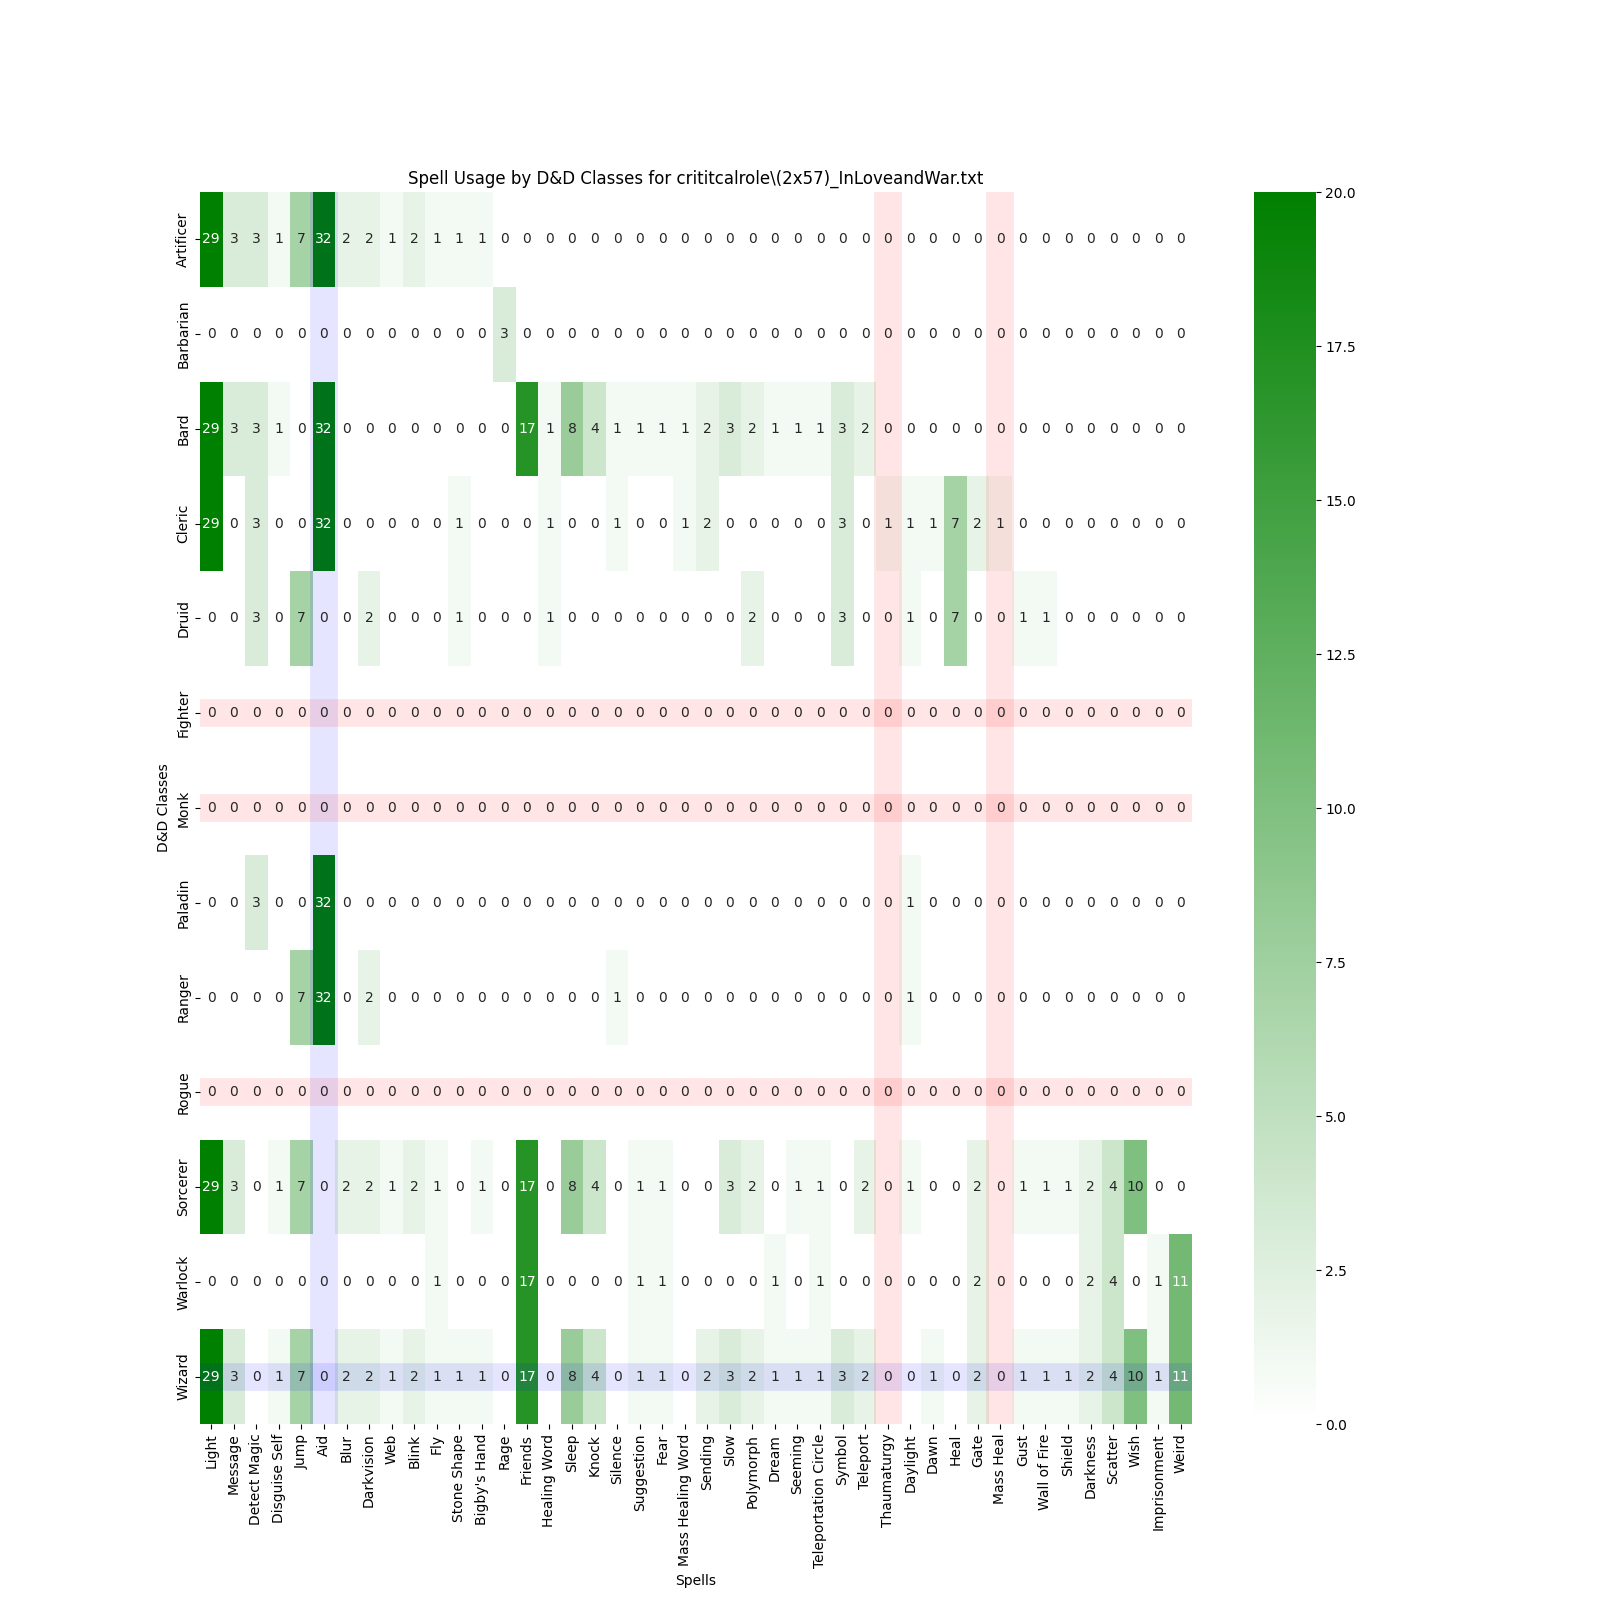 Spell Usage by D&D Classes for crititcalrole\(2x57)_InLoveandWar.txt
D&D Classes
Artificer 29 3 3 1 7 32 2 2 1 2 1 1 1 0 0 0 0 0 0 0 0 0 0 0 0 0 0 0 0 0 0 0 0 0 0 0 0 0 0 0 0 0 0 0
Barbarian 0 0 0 0 0 0 0 0 0 0 0 0 0 3 0 0 0 0 0 0 0 0 0 0 0 0 0 0 0 0 0 0 0 0 0 0 0 0 0 0 0 0 0 0
Bard 29 3 3 1 0 32 0 0 0 0 0 0 0 0 17 1 8 4 1 1 1 1 2 3 2 1 1 1 3 2 0 0 0 0 0 0 0 0 0 0 0 0 0 0
Cleric 29 0 3 0 0 32 0 0 0 0 0 1 0 0 0 1 0 0 1 0 0 1 2 0 0 0 0 0 3 0 1 1 1 7 2 1 0 0 0 0 0 0 0 0
Druid 0 0 3 0 7 0 0 2 0 0 0 1 0 0 0 1 0 0 0 0 0 0 0 0 2 0 0 0 3 0 0 1 0 7 0 0 1 1 0 0 0 0 0 0
Fighter 0 0 0 0 0 0 0 0 0 0 0 0 0 0 0 0 0 0 0 0 0 0 0 0 0 0 0 0 0 0 0 0 0 0 0 0 0 0 0 0 0 0 0 0
Monk 0 0 0 0 0 0 0 0 0 0 0 0 0 0 0 0 0 0 0 0 0 0 0 0 0 0 0 0 0 0 0 0 0 0 0 0 0 0 0 0 0 0 0 0
Paladin 0 0 3 0 0 32 0 0 0 0 0 0 0 0 0 0 0 0 0 0 0 0 0 0 0 0 0 0 0 0 0 1 0 0 0 0 0 0 0 0 0 0 0 0
Ranger 0 0 0 0 7 32 0 2 0 0 0 0 0 0 0 0 0 0 1 0 0 0 0 0 0 0 0 0 0 0 0 1 0 0 0 0 0 0 0 0 0 0 0 0
Rogue 0 0 0 0 0 0 0 0 0 0 0 0 0 0 0 0 0 0 0 0 0 0 0 0 0 0 0 0 0 0 0 0 0 0 0 0 0 0 0 0 0 0 0 0
Sorcerer 29 3 0 1 7 0 2 2 1 2 1 0 1 0 17 0 8 4 0 1 1 0 0 3 2 0 1 1 0 2 0 1 0 0 2 0 1 1 1 2 4 10 0 0
Warlock 0 0 0 0 0 0 0 0 0 0 1 0 0 0 17 0 0 0 0 1 1 0 0 0 0 1 0 1 0 0 0 0 0 0 2 0 0 0 0 2 4 0 1 11
Wizard 29 3 0 1 7 0 2 2 1 2 1 1 1 0 17 0 8 4 0 1 1 0 2 3 2 1 1 1 3 2 0 0 1 0 2 0 1 1 1 2 4 10 1 11
Light
Message
Detect Magic
Disguise Self
Jump
Aid
Blur
Darkvision
Web
Blink
Fly
Stone Shape
Bigby's Hand
Rage
Friends
Healing Word
Sleep
Knock
Silence
Suggestion
Fear
Mass Healing Word
Sending
Slow
Polymorph
Dream
Seeming
Teleportation Circle
Symbol
Teleport
Thaumaturgy
Daylight
Dawn
Heal
Gate
Mass Heal
Gust
Wall of Fire
Shield
Darkness
Scatter
Wish
Imprisonment
Weird
Spells
20.0
17.5
15.0
12.5
10.0
7.5
5.0
2.5
0.0